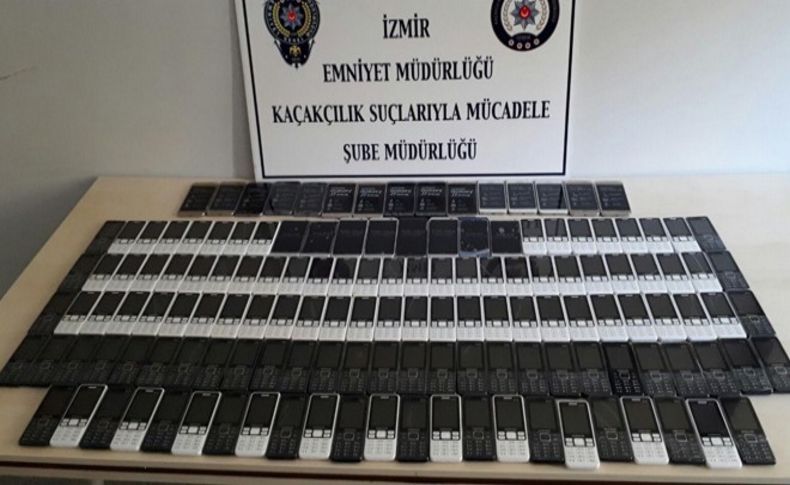 İZMİR
EMNİYET MÜDÜRLÜĞÜ
KAÇAKÇILIK SUÇLARIYLA MÜCADELE
ŞUBE MÜDÜRLÜĞÜ